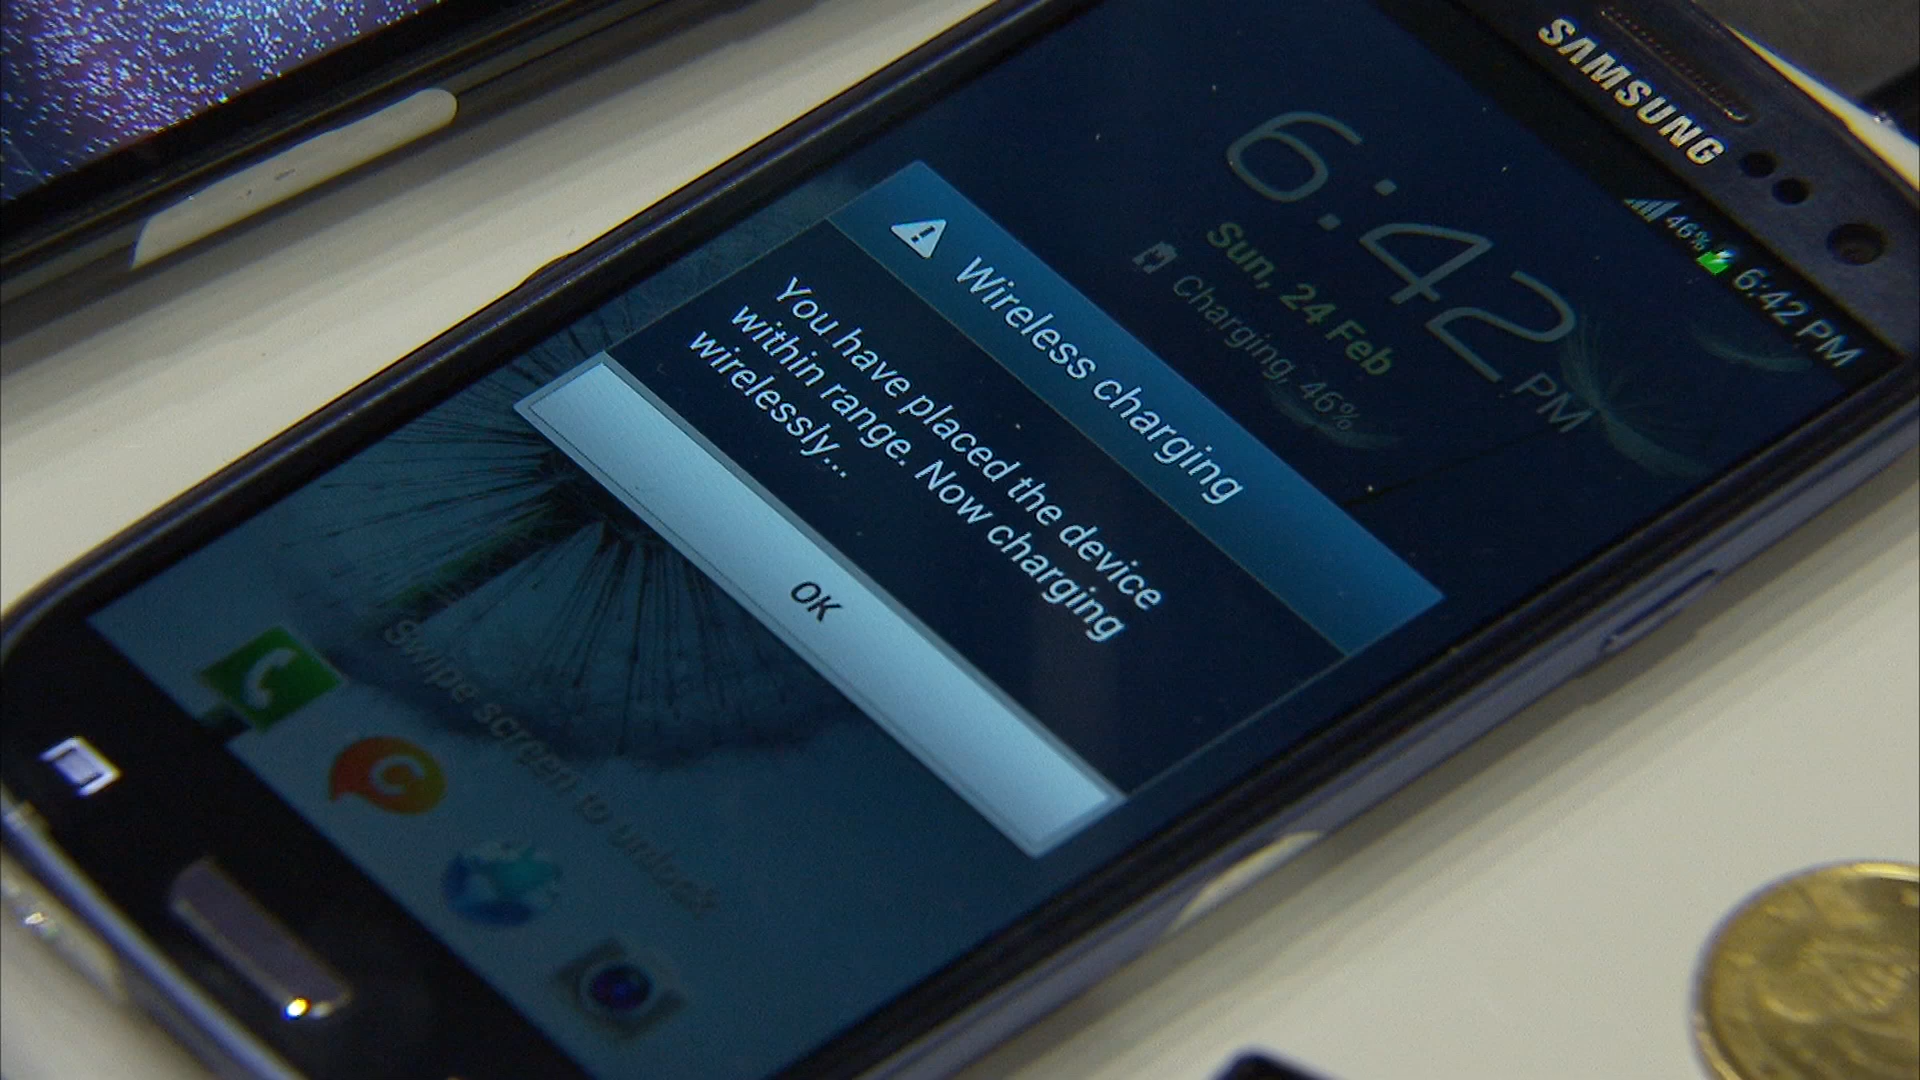 SAMSUNG
46% 6:42 PM
6:42 PM
Sun, 24 Feb
Charging, 46%
Wireless charging
You have placed the device
within range. Now charging
wirelessly...
OK
Swipe screen to unlock